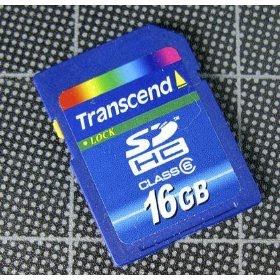 Transcend
LOCK
SD
HC
CLASS 6
16GB